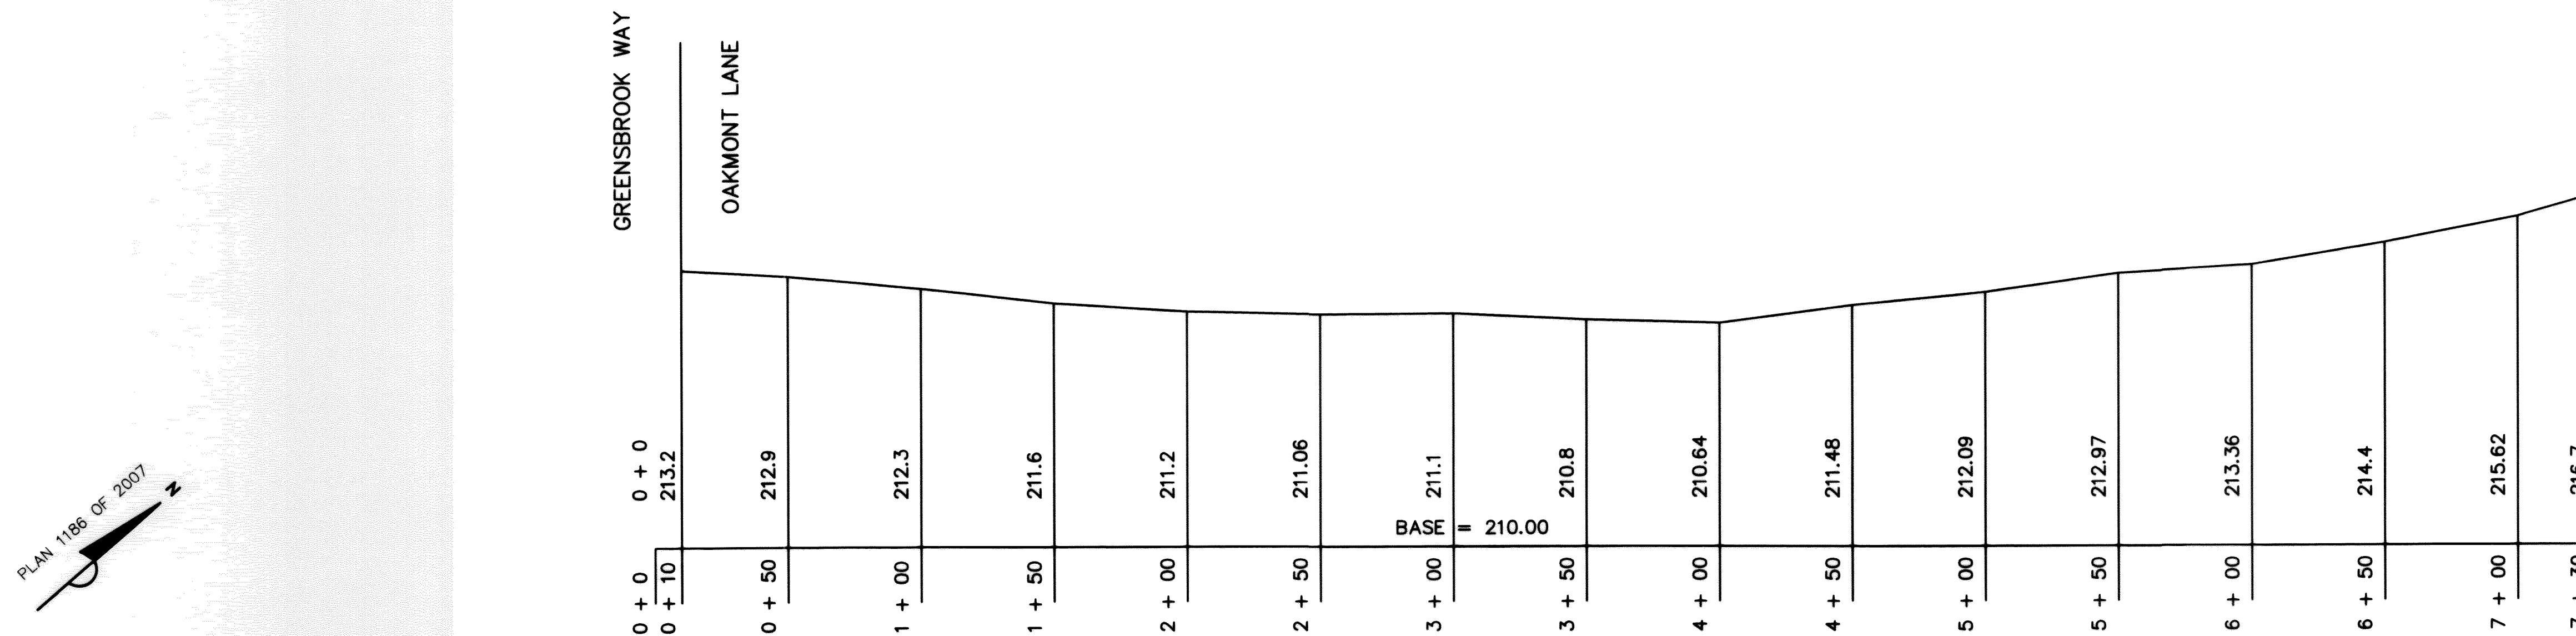 GREENSBROOK WAY
OAKMONT LANE
PLAN 1186 OF 2007
N
0 + 0
213.2
212.9
212.3
211.6
211.2
211.06
211.1
210.8
210.64
211.48
212.09
212.97
213.36
214.4
215.62
BASE = 210.00
0 + 0
0 + 10
0 + 50
1 + 00
1 + 50
2 + 00
2 + 50
3 + 00
3 + 50
4 + 00
4 + 50
5 + 00
5 + 50
6 + 00
6 + 50
7 + 00